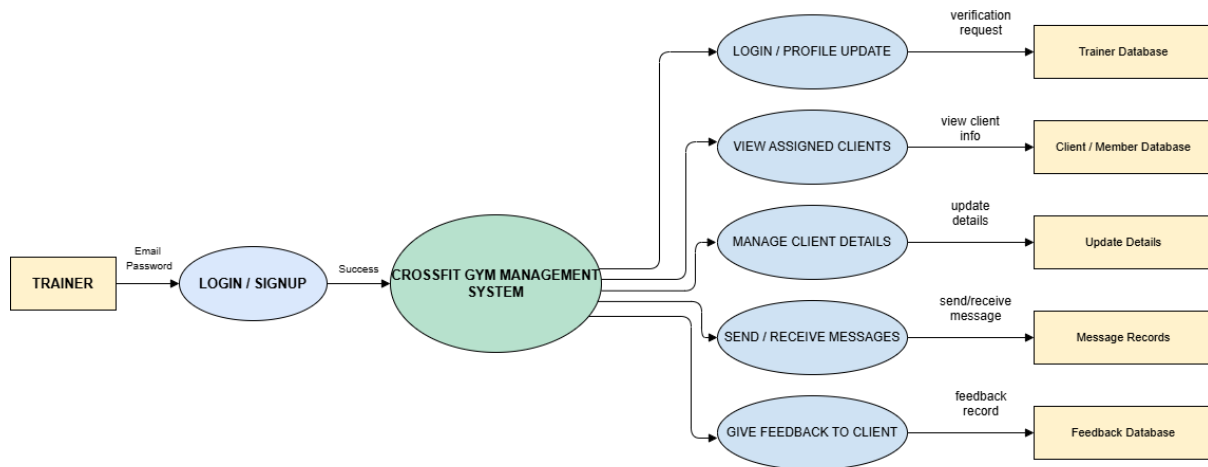 TRAINER
Email
Password
LOGIN / SIGNUP
Success
CROSSFIT GYM MANAGEMENT
SYSTEM
LOGIN / PROFILE UPDATE
verification
request
Trainer Database
VIEW ASSIGNED CLIENTS
view client
info
Client / Member Database
MANAGE CLIENT DETAILS
update
details
Update Details
SEND / RECEIVE MESSAGES
send/receive
message
Message Records
GIVE FEEDBACK TO CLIENT
feedback
record
Feedback Database